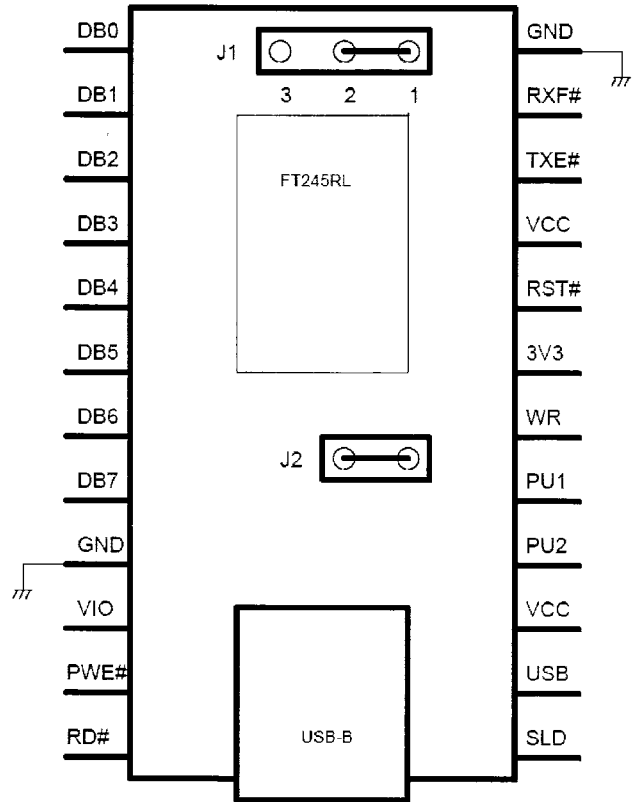 DB0
DB1
DB2
DB3
DB4
DB5
DB6
DB7
GND
VIO
PWE#
RD#
J1
3 2 1
FT245RL
J2
USB-B
GND
RXF#
TXE#
VCC
RST#
3V3
WR
PU1
PU2
VCC
USB
SLD